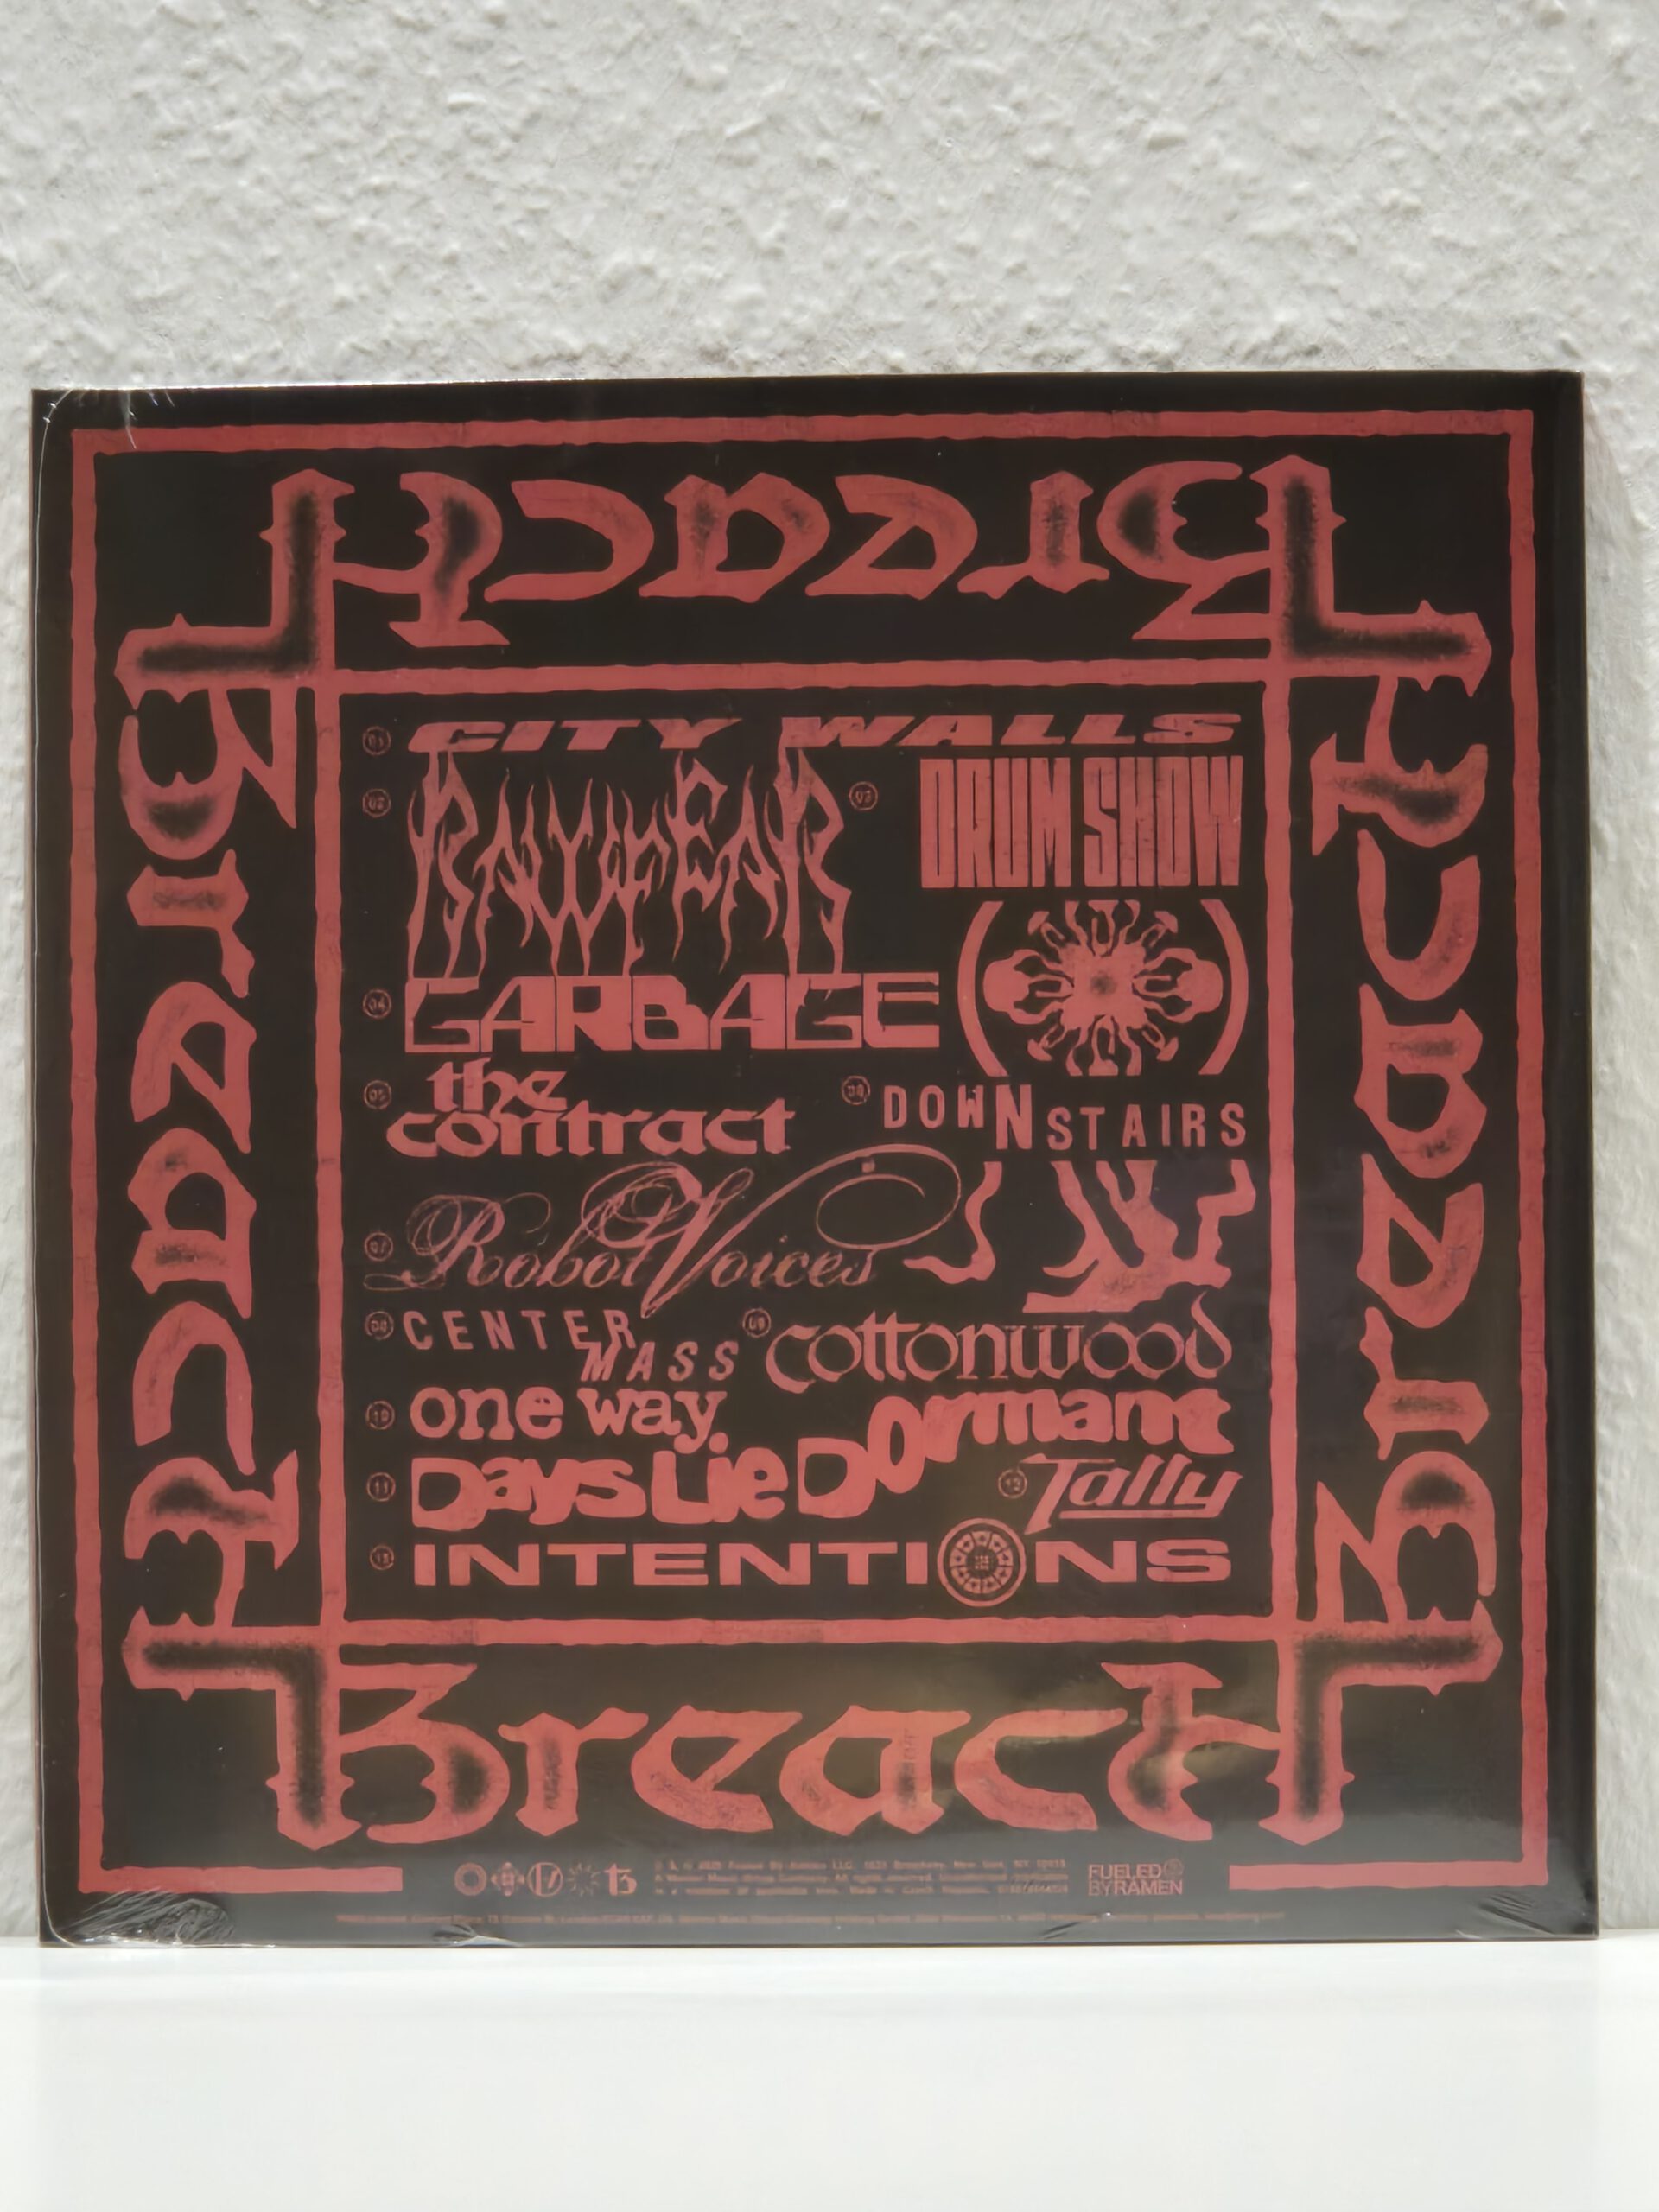 Breach
Breach
Breach
01 CITY WALLS
02 RAWFEAR 03 DRUM SHOW
04 GARBAGE
05 the contract 06 DOWNSTAIRS
07 Robot Voices
08 CENTER MASS 09 cottonwood
10 one way
11 Days Lie Dormant 12 Tally
13 INTENTIONS
Breach
FUELED
BYRAMEN